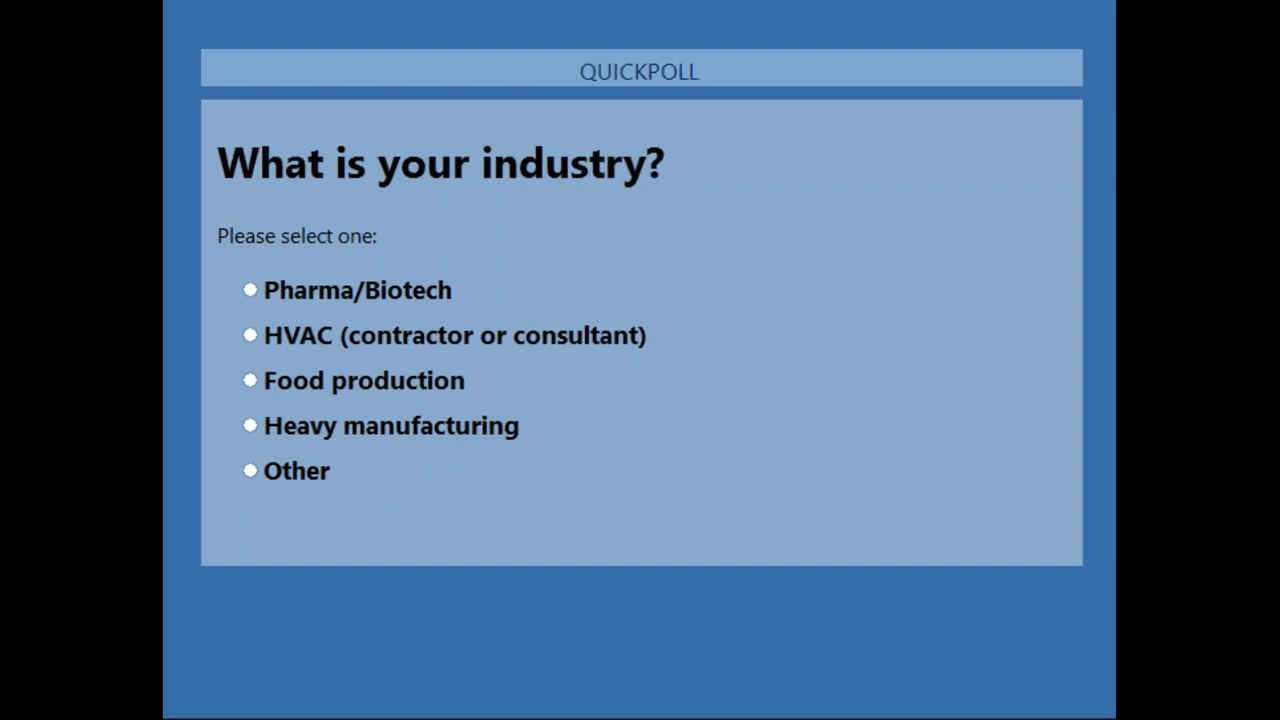 QUICKPOLL
What is your industry?
Please select one:
Pharma/Biotech
HVAC (contractor or consultant)
Food production
Heavy manufacturing
Other